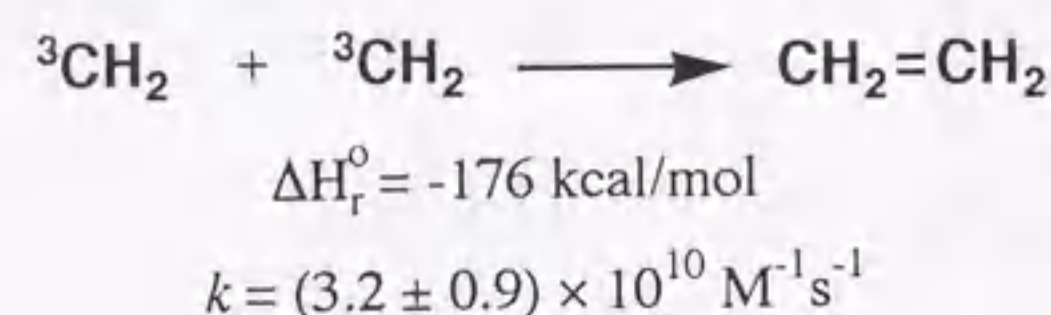 ³CH₂ + ³CH₂ ⟶ CH₂=CH₂
ΔH°ᵣ = -176 kcal/mol
k = (3.2 ± 0.9) × 10¹⁰ M⁻¹s⁻¹